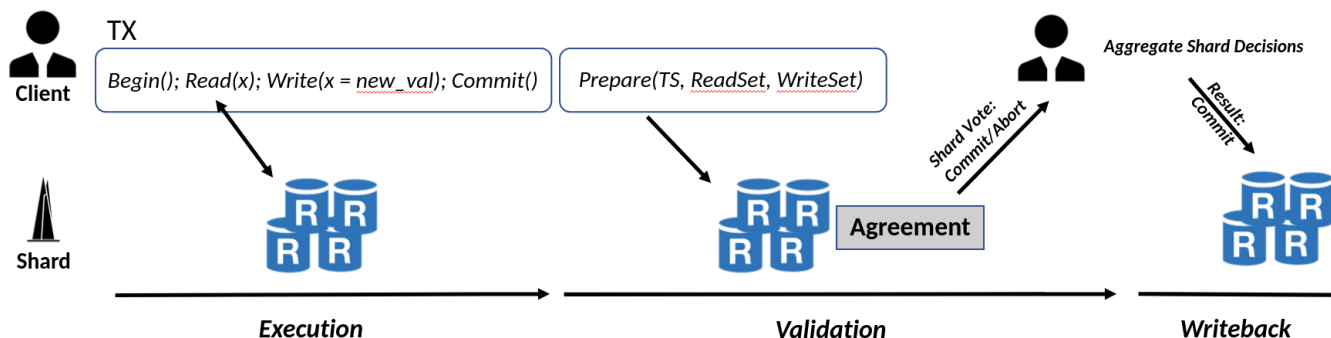 TX
Begin(); Read(x); Write(x = new_val); Commit()
Prepare(TS, ReadSet, WriteSet)
Aggregate Shard Decisions
Client
Shard Vote:
Commit/Abort
Result:
Commit
R R
R R
R R
R R
R R
R R
Agreement
Shard
Execution
Validation
Writeback